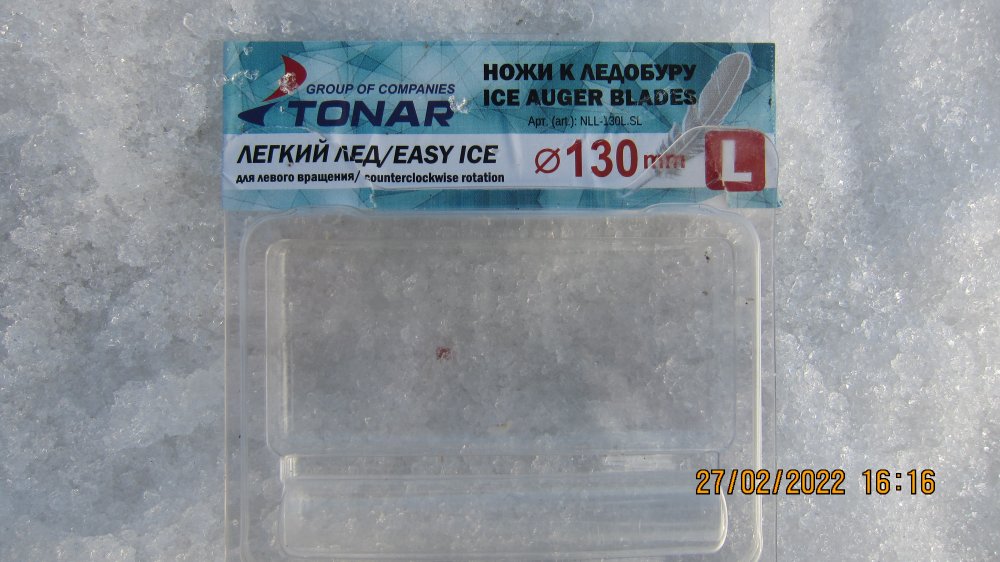 GROUP OF COMPANIES
TONAR
НОЖИ К ЛЕДОБУРУ
ICE AUGER BLADES
Арт. (art.): NLL-130L.SL
ЛЕГКИЙ ЛЕД/EASY ICE
для левого вращения/ counterclockwise rotation
⌀130 mm
L
27/02/2022 16:16